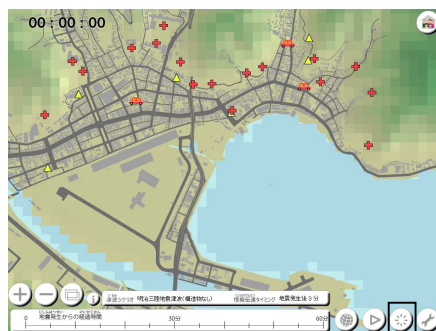 00:00:00
津波シナリオ 明治三陸地震津波(構造物なし) 情報伝達タイミング 地震発生後3分
地震発生からの経過時間
0 30分 60分